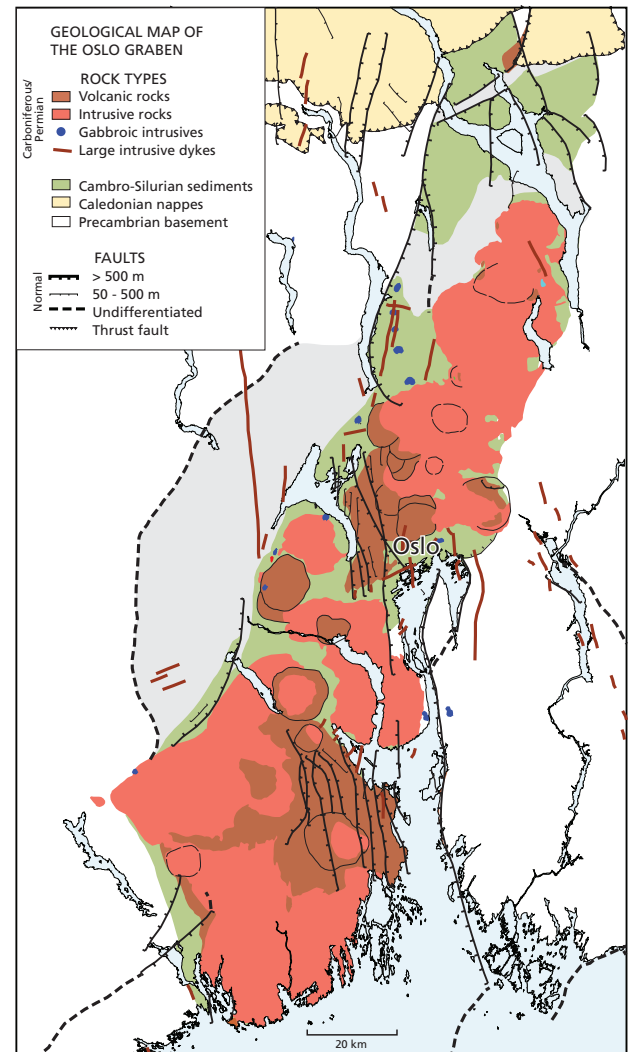 GEOLOGICAL MAP OF
THE OSLO GRABEN
Carboniferous/
Permian
ROCK TYPES
Volcanic rocks
Intrusive rocks
Gabbroic intrusives
Large intrusive dykes
Cambro-Silurian sediments
Caledonian nappes
Precambrian basement
FAULTS
Normal
> 500 m
50 - 500 m
Undifferentiated
Thrust fault
Oslo
20 km